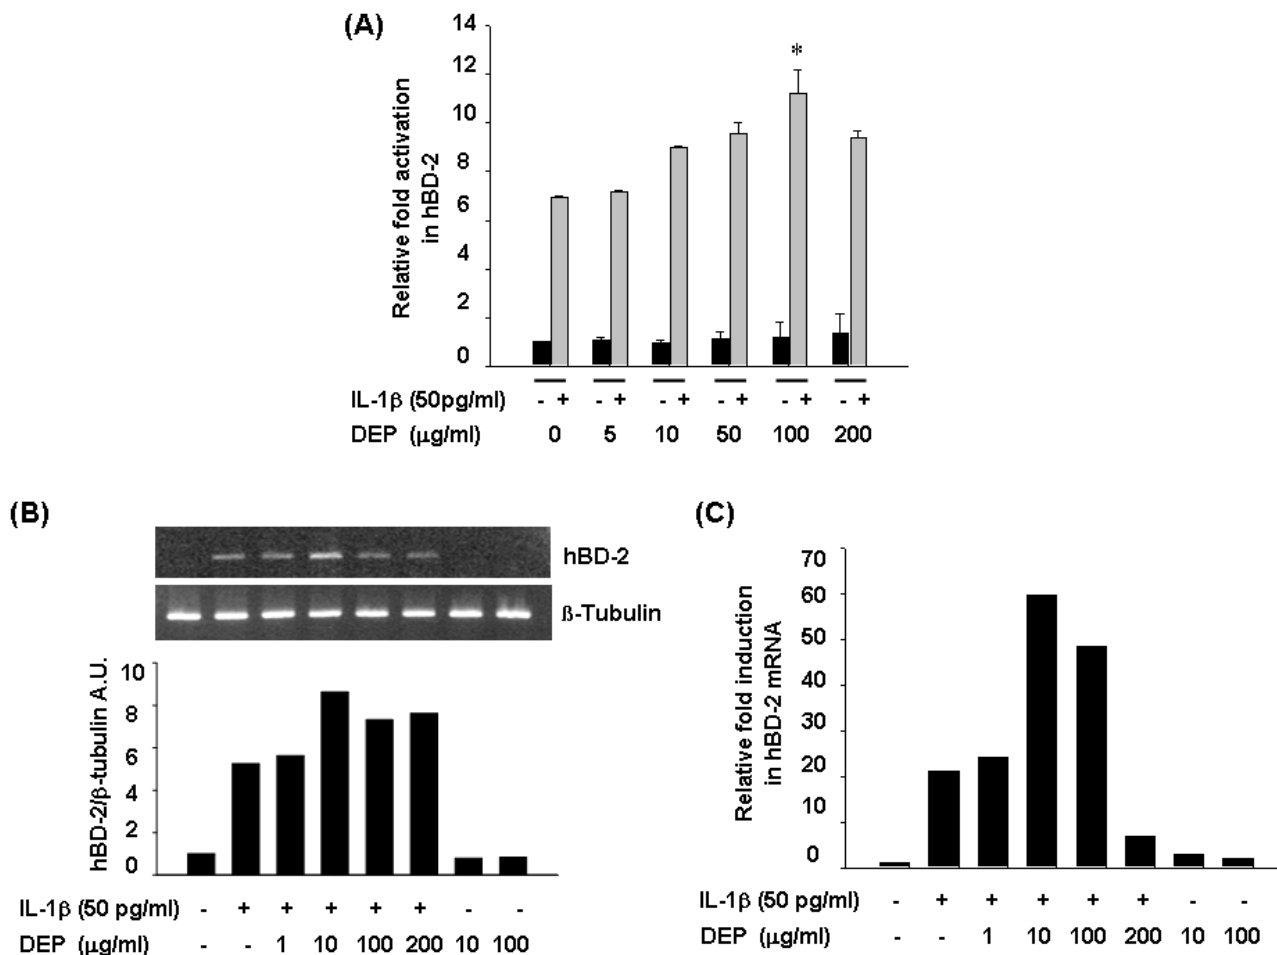 (A)
Relative fold activation
in hBD-2
14
12
10
8
6
4
2
0
*
IL-1β (50pg/ml) - + - + - + - + - + - +
DEP (μg/ml) 0 5 10 50 100 200
(B)
hBD-2
ß-Tubulin
hBD-2/β-tubulin A.U.
10
8
6
4
2
0
IL-1β (50 pg/ml) - + + + + + - -
DEP (μg/ml) - - 1 10 100 200 10 100
(C)
Relative fold induction
in hBD-2 mRNA
70
60
50
40
30
20
10
0
IL-1β (50 pg/ml) - + + + + + - -
DEP (μg/ml) - - 1 10 100 200 10 100